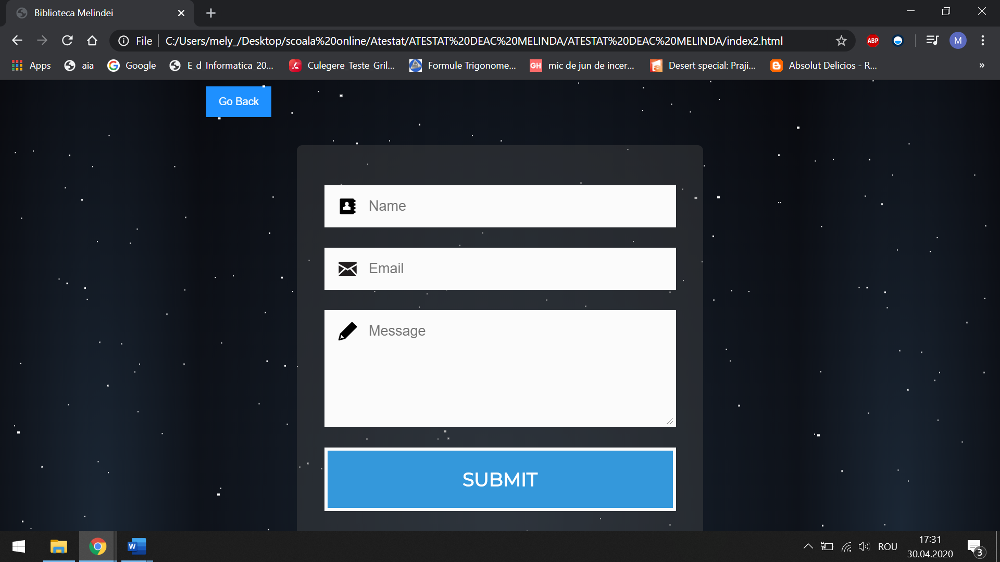 Biblioteca Melindei
File C:/Users/mely_/Desktop/scoala%20online/Atestat/ATESTAT%20DEAC%20MELINDA/ATESTAT%20DEAC%20MELINDA/index2.html
ABP
M
Apps aia Google E_d_Informatica_20... Culegere_Teste_Gril... Formule Trigonome... GH mic de jun de incer... Desert special: Praji... Absolut Delicios - R... »
Go Back
Name
Email
Message
SUBMIT
W
ROU
17:31
30.04.2020
3